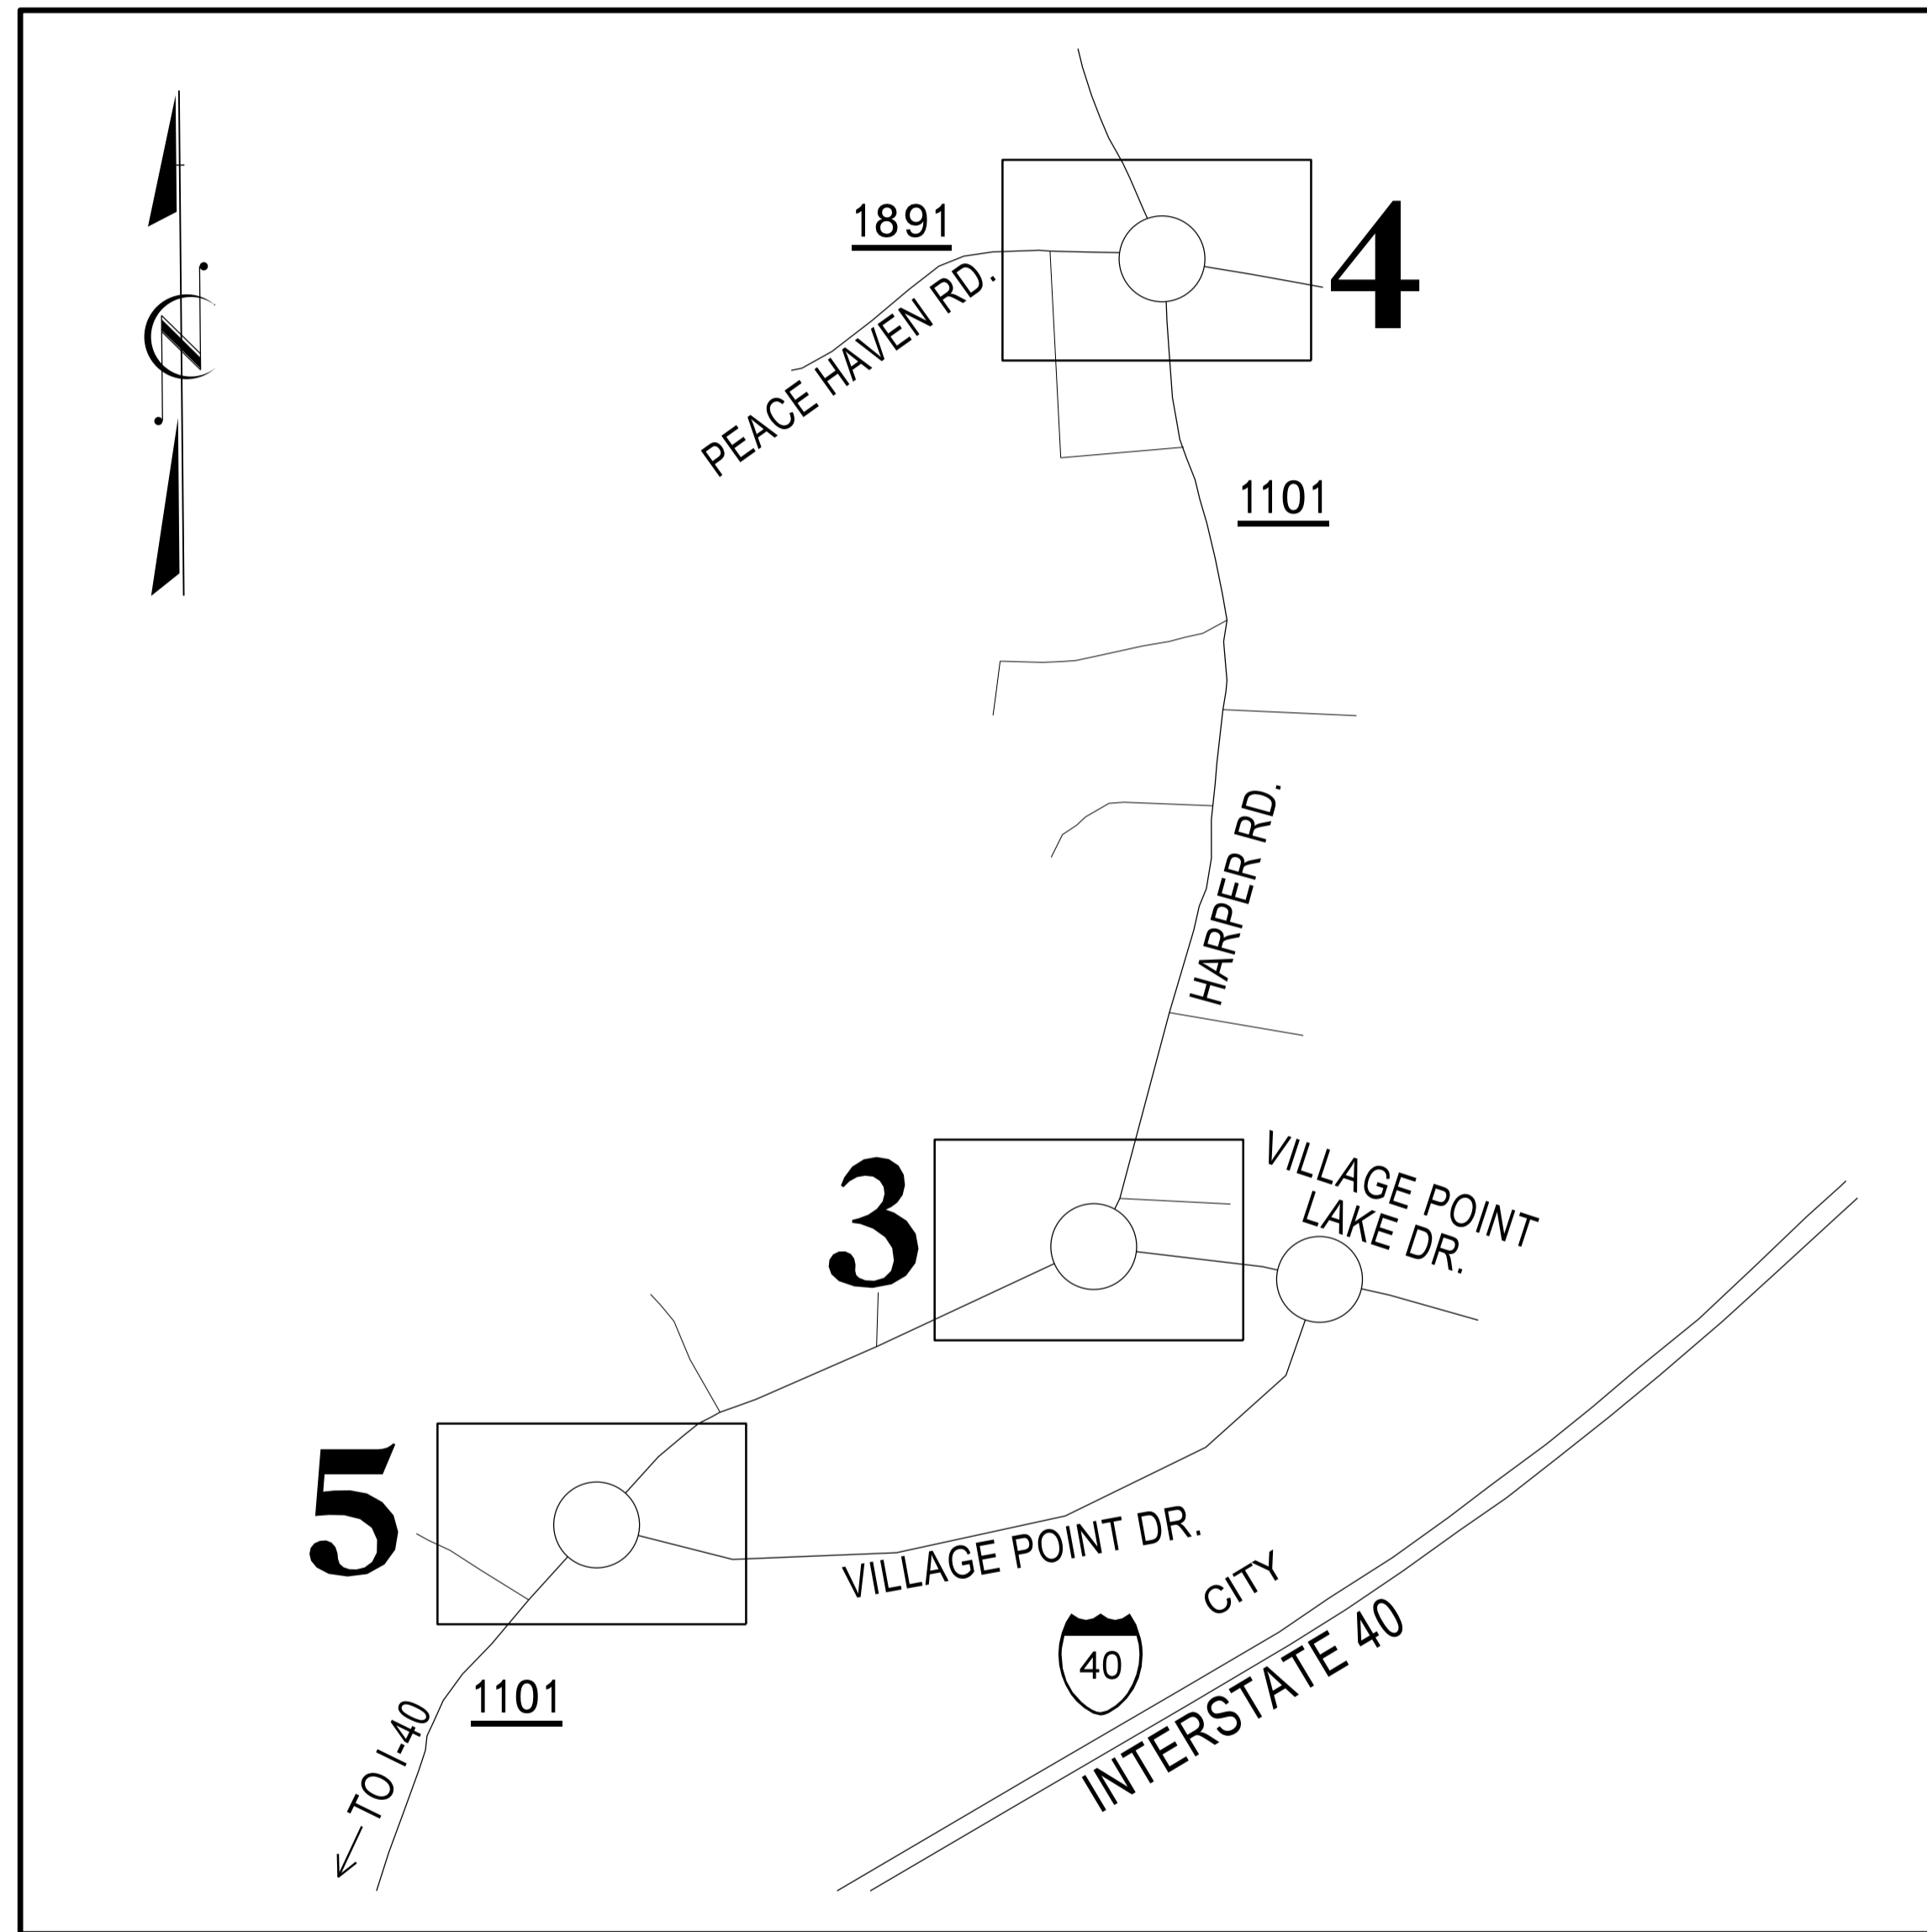 N
1891
4
PEACE HAVEN RD.
1101
HARPER RD.
3
VILLAGE POINT
LAKE DR.
5
VILLAGE POINT DR.
CITY
40
INTERSTATE 40
1101
TO I-40